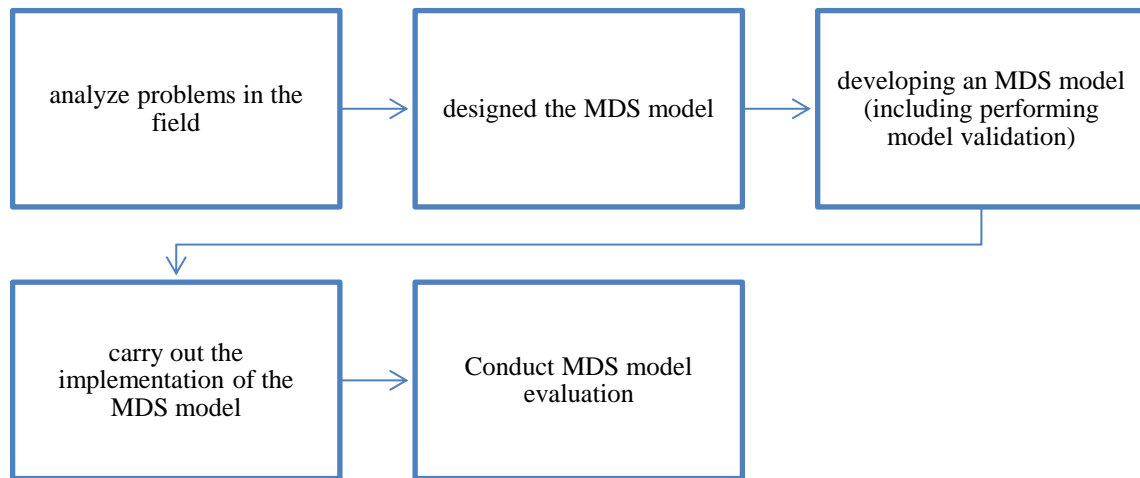 analyze problems in the
field
designed the MDS model
developing an MDS model
(including performing
model validation)
carry out the
implementation of the
MDS model
Conduct MDS model
evaluation